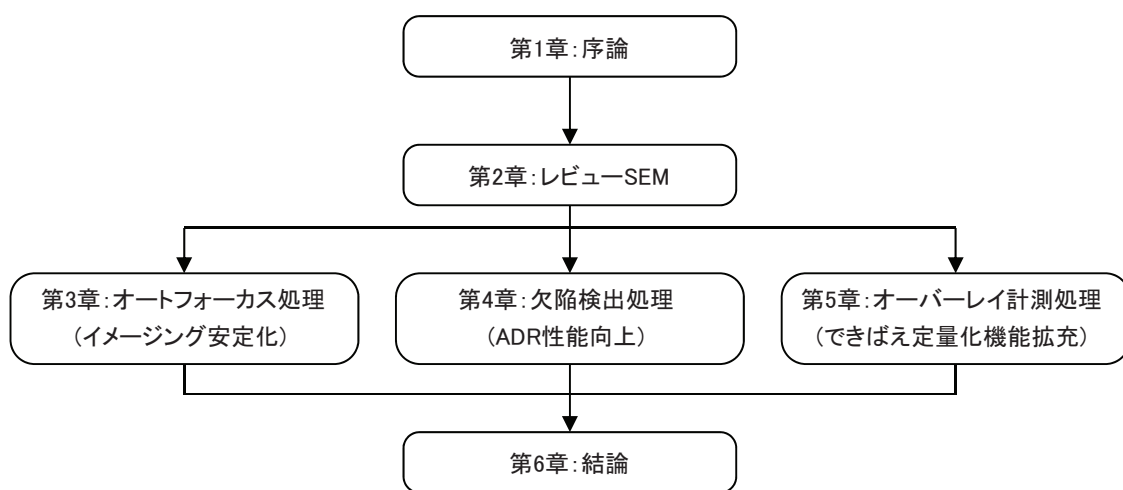 第1章：序論
第2章：レビューSEM
第3章：オートフォーカス処理
（イメージング安定化）
第4章：欠陥検出処理
（ADR性能向上）
第5章：オーバーレイ計測処理
（できばえ定量化機能拡充）
第6章：結論